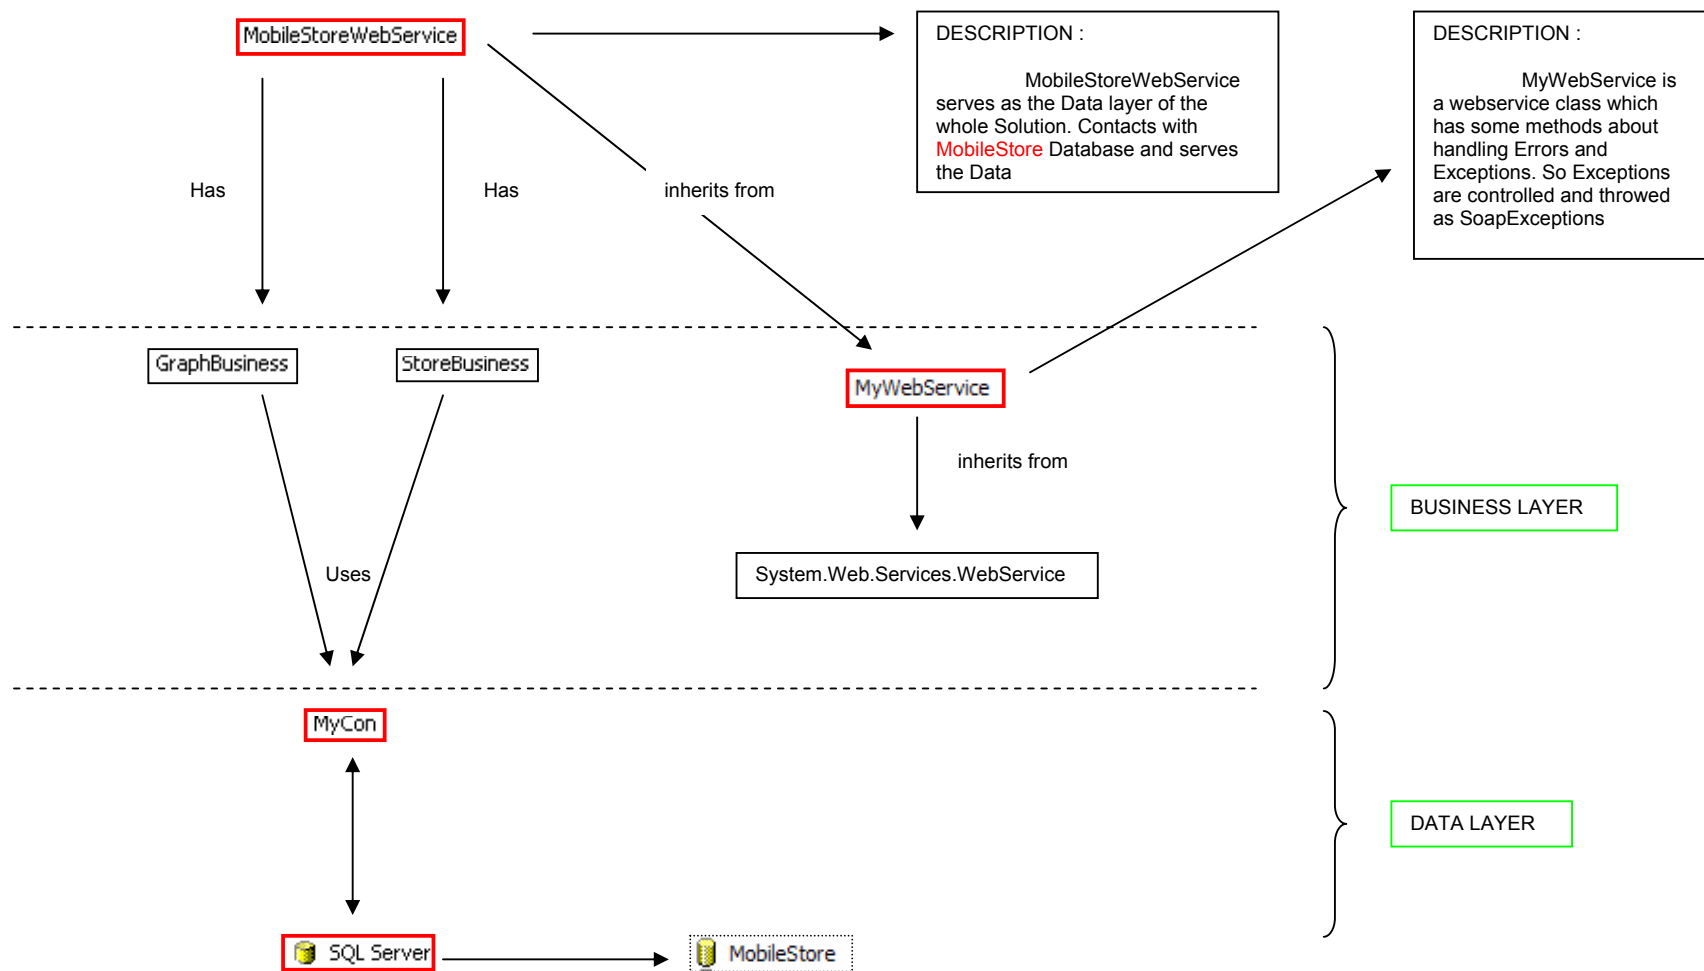 MobileStoreWebService
DESCRIPTION :
MobileStoreWebService
serves as the Data layer of the
whole Solution. Contacts with
MobileStore Database and serves
the Data
DESCRIPTION :
MyWebService is
a webservice class which
has some methods about
handling Errors and
Exceptions. So Exceptions
are controlled and throwed
as SoapExceptions
Has
Has
inherits from
GraphBusiness
StoreBusiness
MyWebService
inherits from
BUSINESS LAYER
Uses
System.Web.Services.WebService
MyCon
DATA LAYER
SQL Server
MobileStore